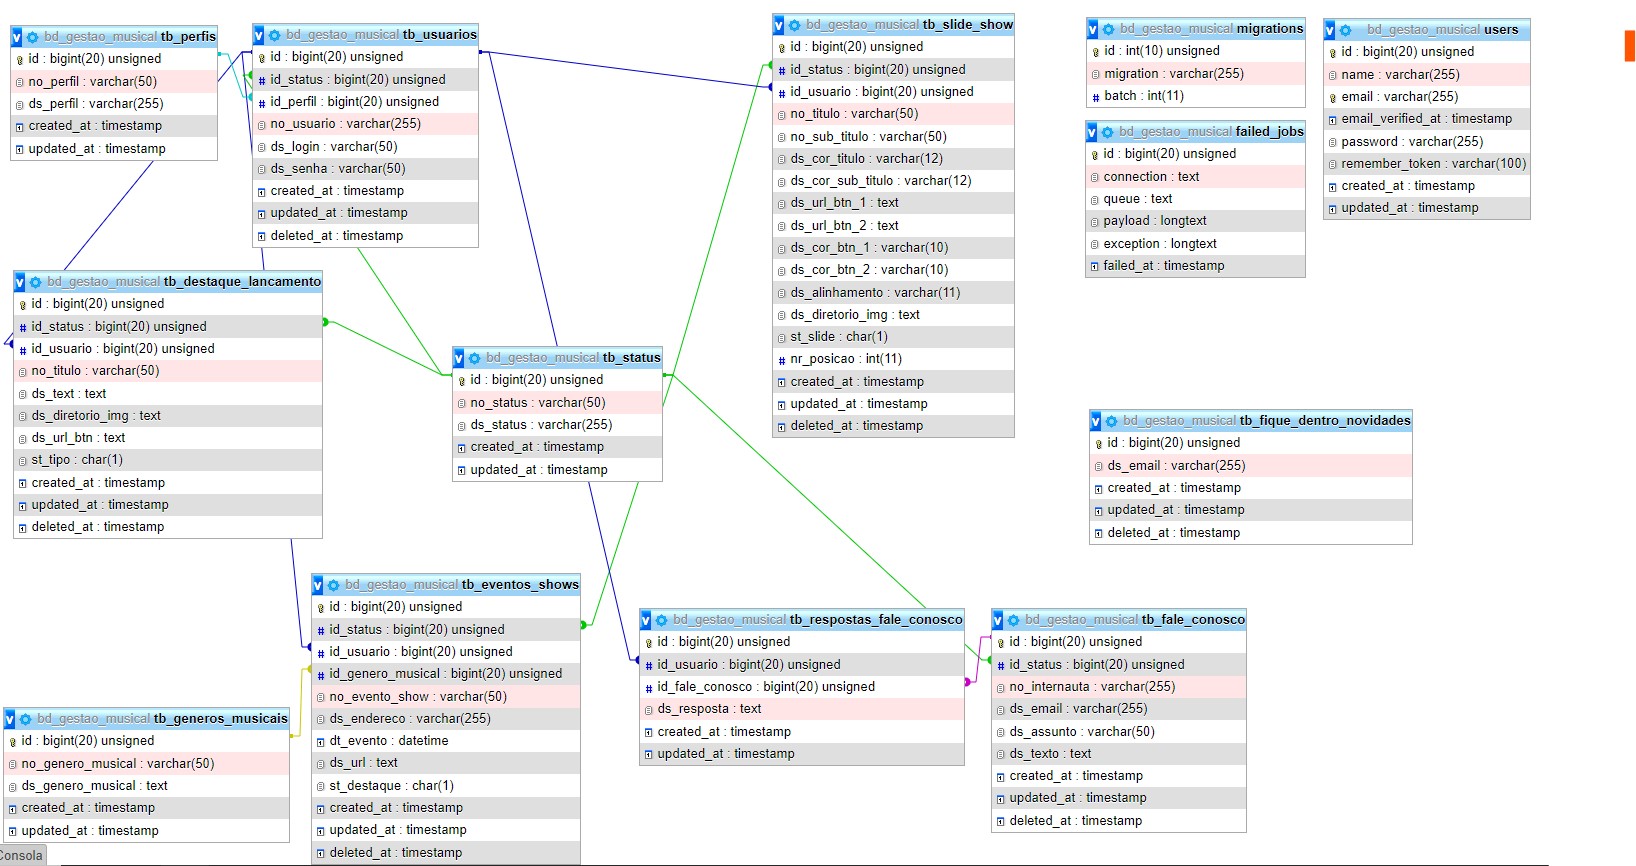 bd_gestao_musical tb_perfis
id : bigint(20) unsigned
no_perfil : varchar(50)
ds_perfil : varchar(255)
created_at : timestamp
updated_at : timestamp
bd_gestao_musical tb_usuarios
id : bigint(20) unsigned
id_status : bigint(20) unsigned
id_perfil : bigint(20) unsigned
no_usuario : varchar(255)
ds_login : varchar(50)
ds_senha : varchar(50)
created_at : timestamp
updated_at : timestamp
deleted_at : timestamp
bd_gestao_musical tb_slide_show
id : bigint(20) unsigned
id_status : bigint(20) unsigned
id_usuario : bigint(20) unsigned
no_titulo : varchar(50)
no_sub_titulo : varchar(50)
ds_cor_titulo : varchar(12)
ds_cor_sub_titulo : varchar(12)
ds_url_btn_1 : text
ds_url_btn_2 : text
ds_cor_btn_1 : varchar(10)
ds_cor_btn_2 : varchar(10)
ds_alinhamento : varchar(11)
ds_diretorio_img : text
st_slide : char(1)
nr_posicao : int(11)
created_at : timestamp
updated_at : timestamp
deleted_at : timestamp
bd_gestao_musical migrations
id : int(10) unsigned
migration : varchar(255)
batch : int(11)
bd_gestao_musical users
id : bigint(20) unsigned
name : varchar(255)
email : varchar(255)
email_verified_at : timestamp
password : varchar(255)
remember_token : varchar(100)
created_at : timestamp
updated_at : timestamp
bd_gestao_musical failed_jobs
id : bigint(20) unsigned
connection : text
queue : text
payload : longtext
exception : longtext
failed_at : timestamp
bd_gestao_musical tb_destaque_lancamento
id : bigint(20) unsigned
id_status : bigint(20) unsigned
id_usuario : bigint(20) unsigned
no_titulo : varchar(50)
ds_text : text
ds_diretorio_img : text
ds_url_btn : text
st_tipo : char(1)
created_at : timestamp
updated_at : timestamp
deleted_at : timestamp
bd_gestao_musical tb_status
id : bigint(20) unsigned
no_status : varchar(50)
ds_status : varchar(255)
created_at : timestamp
updated_at : timestamp
bd_gestao_musical tb_fique_dentro_novidades
id : bigint(20) unsigned
ds_email : varchar(255)
created_at : timestamp
updated_at : timestamp
deleted_at : timestamp
bd_gestao_musical tb_eventos_shows
id : bigint(20) unsigned
id_status : bigint(20) unsigned
id_usuario : bigint(20) unsigned
id_genero_musical : bigint(20) unsigned
no_evento_show : varchar(50)
ds_endereco : varchar(255)
dt_evento : datetime
ds_url : text
st_destaque : char(1)
created_at : timestamp
updated_at : timestamp
deleted_at : timestamp
bd_gestao_musical tb_respostas_fale_conosco
id : bigint(20) unsigned
id_usuario : bigint(20) unsigned
id_fale_conosco : bigint(20) unsigned
ds_resposta : text
created_at : timestamp
updated_at : timestamp
bd_gestao_musical tb_fale_conosco
id : bigint(20) unsigned
id_status : bigint(20) unsigned
no_internauta : varchar(255)
ds_email : varchar(255)
ds_assunto : varchar(50)
ds_texto : text
created_at : timestamp
updated_at : timestamp
deleted_at : timestamp
bd_gestao_musical tb_generos_musicais
id : bigint(20) unsigned
no_genero_musical : varchar(50)
ds_genero_musical : text
created_at : timestamp
updated_at : timestamp
Consola